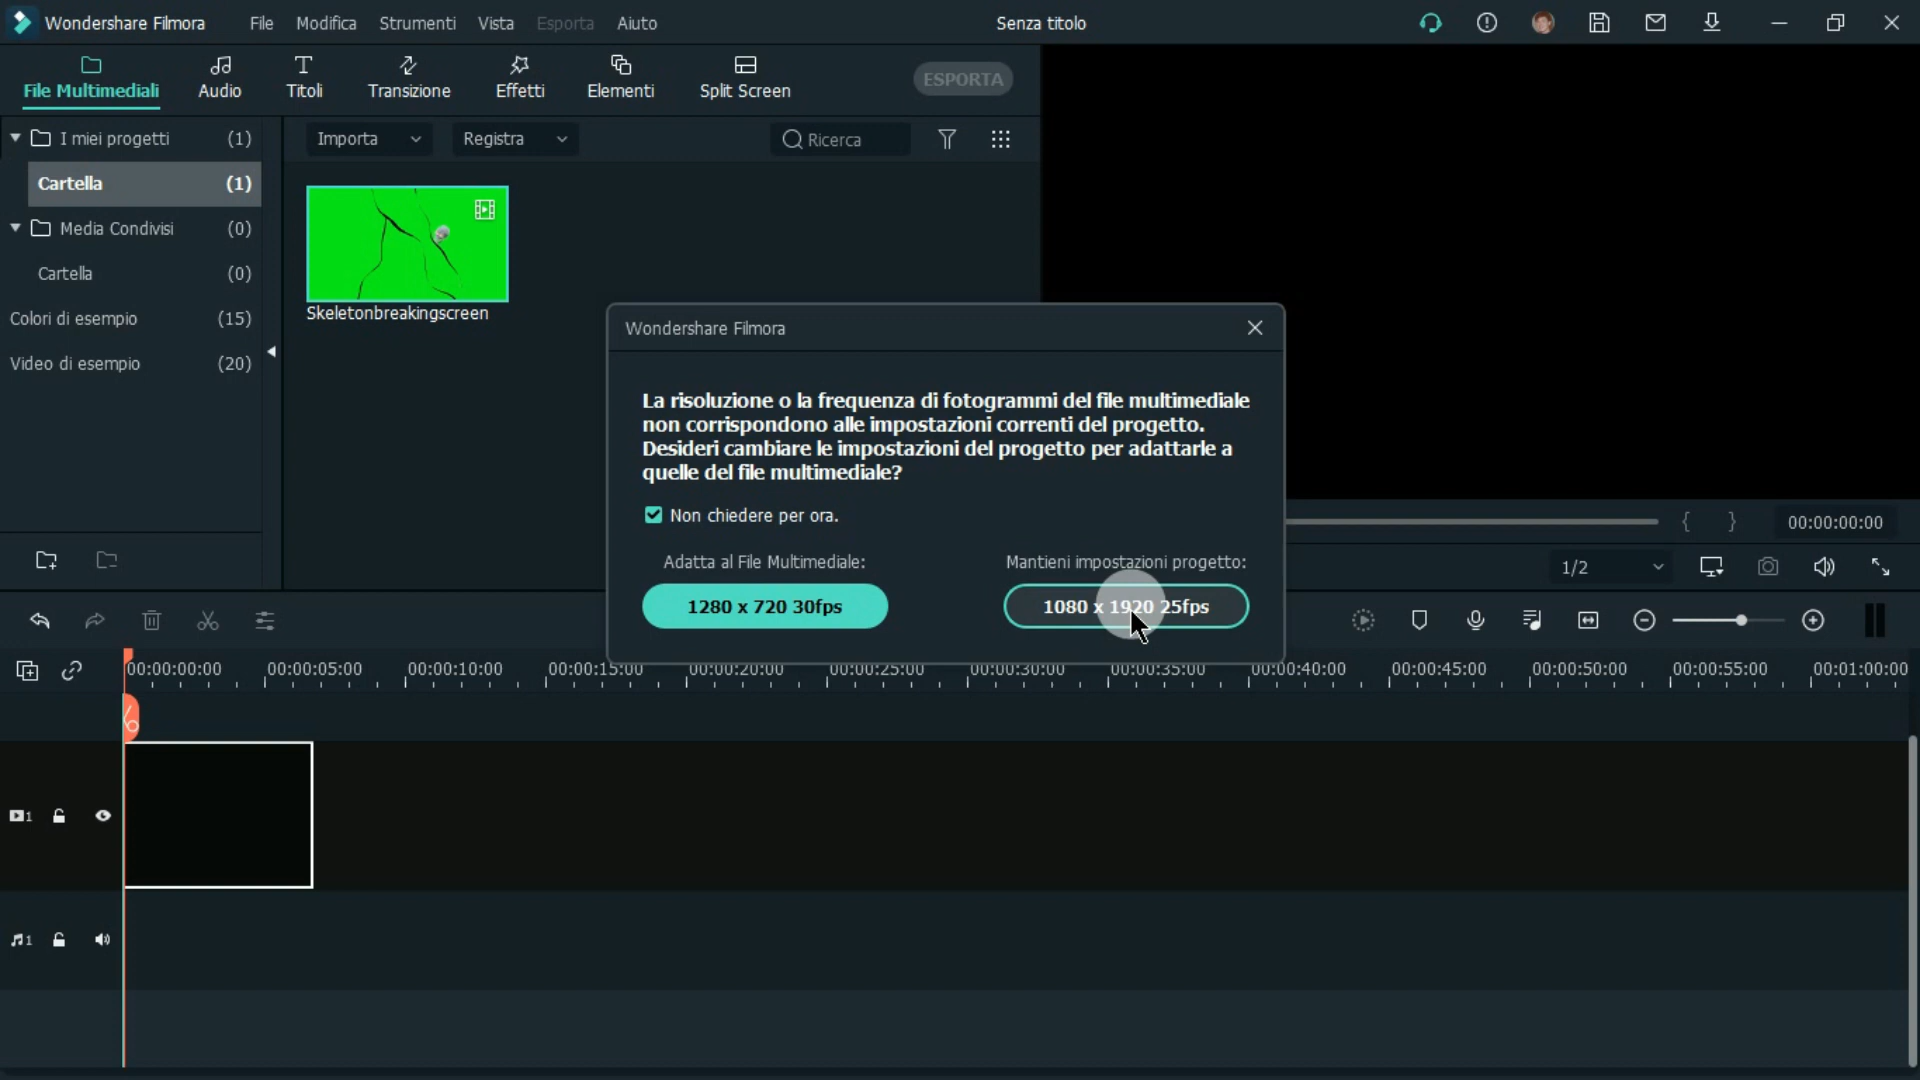 Wondershare Filmora
File Modifica Strumenti Vista Esporta Aiuto
Senza titolo
File Multimediali Audio Titoli Transizione Effetti Elementi Split Screen
ESPORTA
I miei progetti (1)
Cartella (1)
Media Condivisi (0)
Cartella (0)
Colori di esempio (15)
Video di esempio (20)
Importa Registra Ricerca
Skeletonbreakingscreen
Wondershare Filmora
La risoluzione o la frequenza di fotogrammi del file multimediale
non corrispondono alle impostazioni correnti del progetto.
Desideri cambiare le impostazioni del progetto per adattarle a
quelle del file multimediale?
Non chiedere per ora.
Adatta al File Multimediale: Mantieni impostazioni progetto:
1280 x 720 30fps 1080 x 1920 25fps
{ } 00:00:00:00
1/2
00:00:00:00 00:00:05:00 00:00:10:00 00:00:15:00 00:00:20:00 00:00:25:00 00:00:30:00 00:00:35:00 00:00:40:00 00:00:45:00 00:00:50:00 00:00:55:00 00:01:00:00
1
1